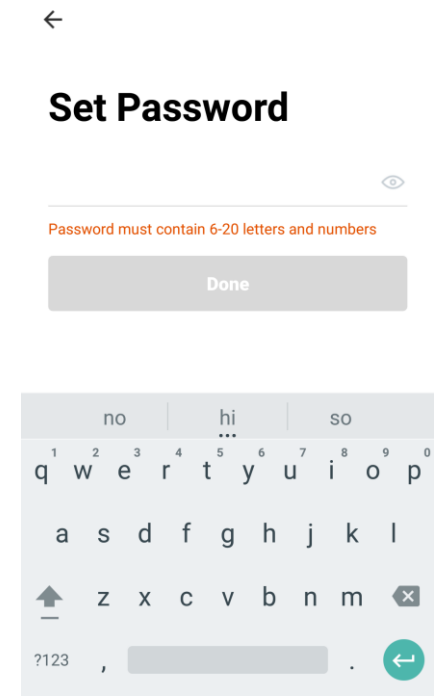 Set Password
Password must contain 6-20 letters and numbers
Done
no hi so
1 2 3 4 5 6 7 8 9 0
q w e r t y u i o p
a s d f g h j k l
z x c v b n m
?123 , .